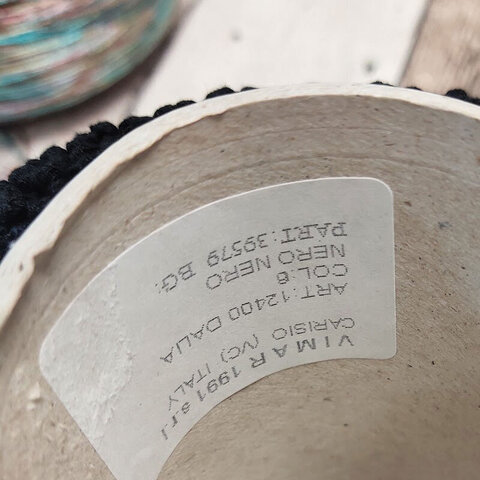 VIMAR 1991 s.r.l
CARISIO (VC) ITALY
ART:12400 DALIA
COL:6
NERO NERO
PART:39579 BG: